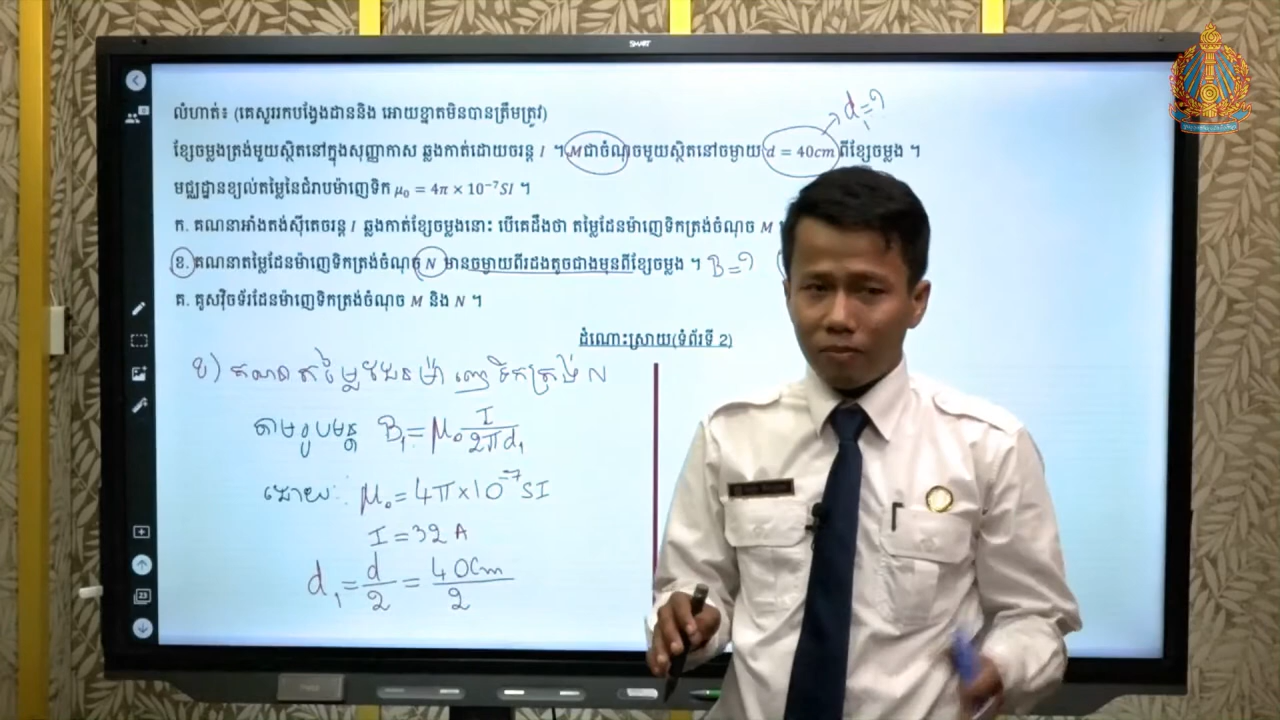 SMART
លំហាត់៖ (គេសួររកបង្វែងដាននិង អោយខ្នាតមិនបានត្រឹមត្រូវ)
d₁=?
ខ្សែចម្លងត្រង់មួយស្ថិតនៅក្នុងសុញ្ញាកាស ឆ្លងកាត់ដោយចរន្ត I ។ M ជាចំណុចមួយស្ថិតនៅចម្ងាយ d = 40cm ពីខ្សែចម្លង ។
មជ្ឈដ្ឋានខ្យល់តម្លៃនៃជំរាបម៉ាញេទិក μ₀ = 4π × 10⁻⁷SI ។
ក. គណនាអាំងតង់ស៊ីតេចរន្ត I ឆ្លងកាត់ខ្សែចម្លងនោះ បើគេដឹងថា តម្លៃដែនម៉ាញេទិកត្រង់ចំណុច M
ខ. គណនាតម្លៃដែនម៉ាញេទិកត្រង់ចំណុច N មានចម្ងាយពីរដងតូចជាងមុនពីខ្សែចម្លង ។ B=?
គ. គូសវ៉ិចទ័រដែនម៉ាញេទិកត្រង់ចំណុច M និង N ។
ដំណោះស្រាយ(ទំព័រទី 2)
ខ) គណនាតម្លៃដែនម៉ាញេទិកត្រង់ N
តាមរូបមន្ត B₁=μ₀ I/2πd₁
ដោយ: μ₀=4π×10⁻⁷SI
I=32A
d₁=d/2=40cm/2
23